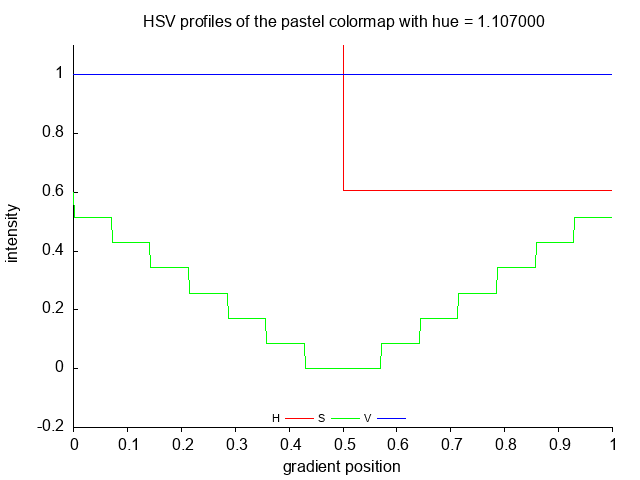 HSV profiles of the pastel colormap with hue = 1.107000
1
0.8
0.6
0.4
0.2
0
-0.2
intensity
H S V
0 0.1 0.2 0.3 0.4 0.5 0.6 0.7 0.8 0.9 1
gradient position